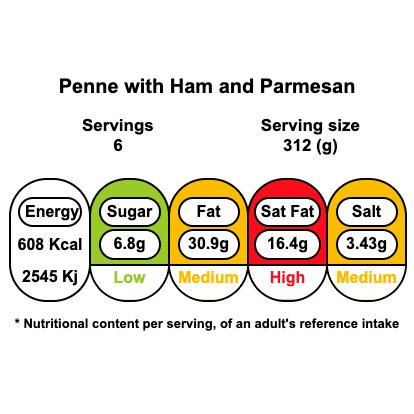 Penne with Ham and Parmesan
Servings Serving size
6 312 (g)
Energy Sugar Fat Sat Fat Salt
608 Kcal 6.8g 30.9g 16.4g 3.43g
2545 Kj Low Medium High Medium
* Nutritional content per serving, of an adult's reference intake